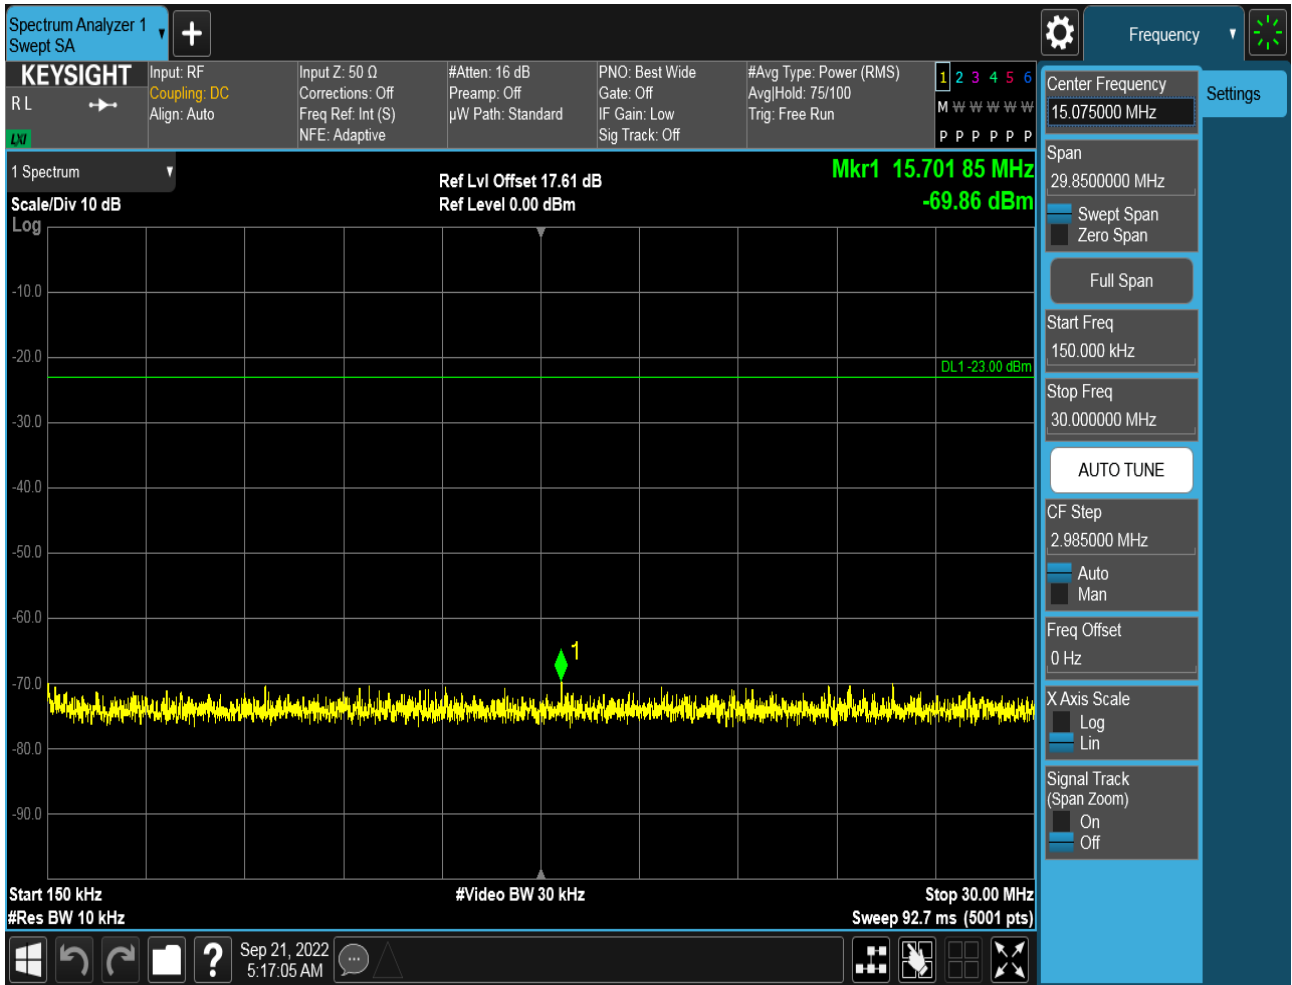 Spectrum Analyzer 1
Swept SA
Frequency
KEYSIGHT
R L
LXI
Input: RF
Coupling: DC
Align: Auto
Input Z: 50 Ω
Corrections: Off
Freq Ref: Int (S)
NFE: Adaptive
#Atten: 16 dB
Preamp: Off
µW Path: Standard
PNO: Best Wide
Gate: Off
IF Gain: Low
Sig Track: Off
#Avg Type: Power (RMS)
Avg|Hold: 75/100
Trig: Free Run
1 2 3 4 5 6
M W W W W W
P P P P P P
1 Spectrum
Scale/Div 10 dB
Log
Ref Lvl Offset 17.61 dB
Ref Level 0.00 dBm
Mkr1 15.701 85 MHz
-69.86 dBm
-10.0
-20.0
DL1 -23.00 dBm
-30.0
-40.0
-50.0
-60.0
1
-70.0
-80.0
-90.0
Start 150 kHz
#Res BW 10 kHz
#Video BW 30 kHz
Stop 30.00 MHz
Sweep 92.7 ms (5001 pts)
Sep 21, 2022
5:17:05 AM
Center Frequency
15.075000 MHz
Settings
Span
29.8500000 MHz
Swept Span
Zero Span
Full Span
Start Freq
150.000 kHz
Stop Freq
30.000000 MHz
AUTO TUNE
CF Step
2.985000 MHz
Auto
Man
Freq Offset
0 Hz
X Axis Scale
Log
Lin
Signal Track
(Span Zoom)
On
Off